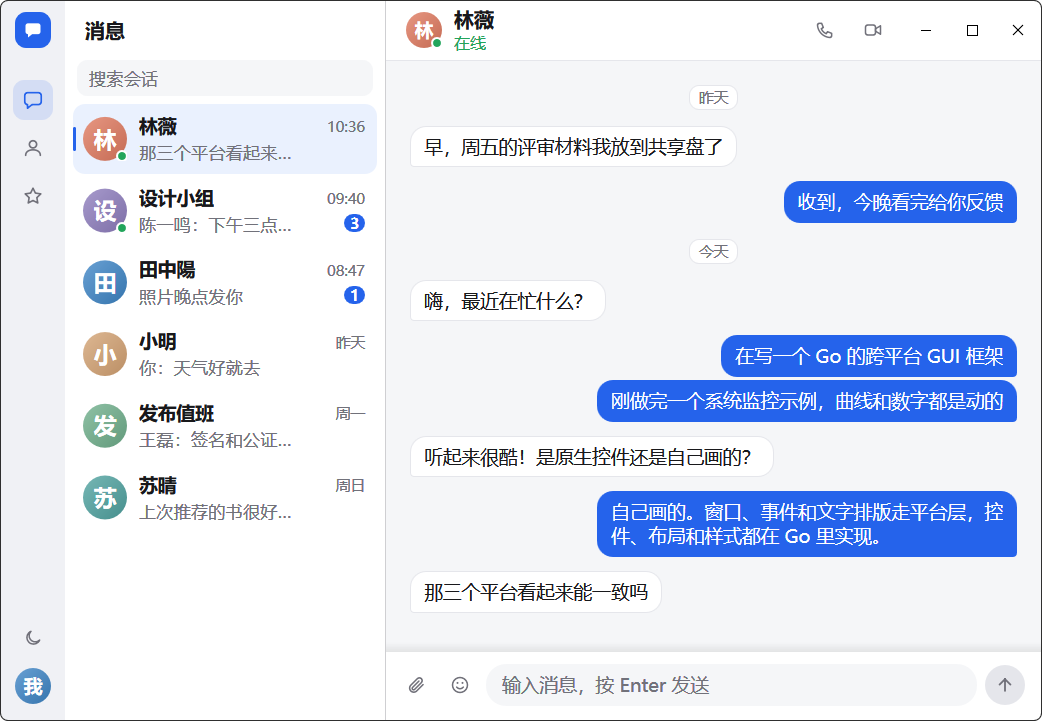 消息
搜索会话
林
林薇
10:36
那三个平台看起来...
设
设计小组
09:40
陈一鸣：下午三点...
3
田
田中陽
08:47
照片晚点发你
1
小
小明
昨天
你：天气好就去
发
发布值班
周一
王磊：签名和公证...
苏
苏晴
周日
上次推荐的书很好...
我
林
林薇
在线
昨天
早，周五的评审材料我放到共享盘了
收到，今晚看完给你反馈
今天
嗨，最近在忙什么？
在写一个 Go 的跨平台 GUI 框架
刚做完一个系统监控示例，曲线和数字都是动的
听起来很酷！是原生控件还是自己画的？
自己画的。窗口、事件和文字排版走平台层，控
件、布局和样式都在 Go 里实现。
那三个平台看起来能一致吗
输入消息，按 Enter 发送